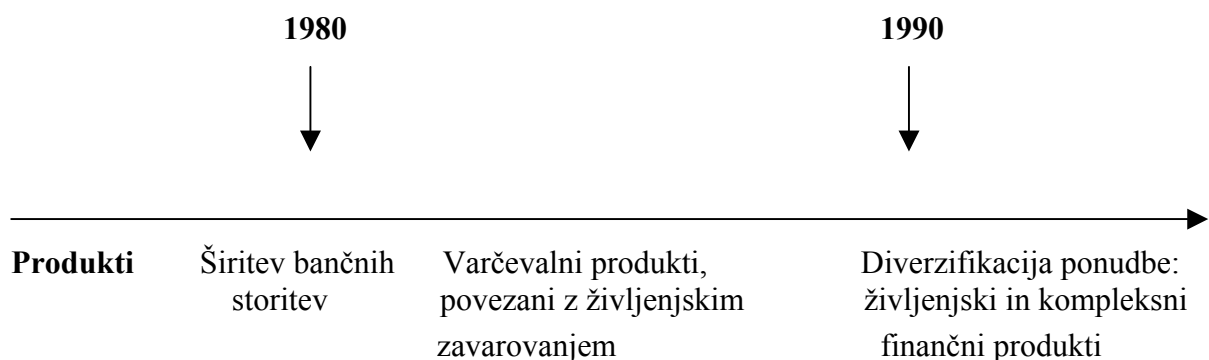 1980 1990
Produkti Širitev bančnih Varčevalni produkti, Diverzifikacija ponudbe:
storitev povezani z življenjskim življenjski in kompleksni
zavarovanjem finančni produkti